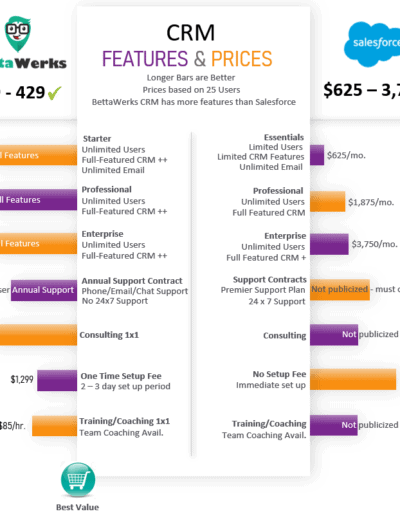 CRM
FEATURES & PRICES
Longer Bars are Better
Prices based on 25 Users
BettaWerks CRM has more features than Salesforce
taWerks
- 429
salesforce
$625 – 3,7
Features
Starter
Unlimited Users
Full-Featured CRM ++
Unlimited Email
Essentials
Limited Users
Limited CRM Features
Unlimited Email
$625/mo.
ll Features
Professional
Unlimited Users
Full-Featured CRM ++
Professional
Unlimited Users
Full Featured CRM
$1,875/mo.
l Features
Enterprise
Unlimited Users
Full-Featured CRM ++
Enterprise
Unlimited Users
Full Featured CRM +
$3,750/mo.
ser Annual Support
Annual Support Contract
Phone/Email/Chat Support
No 24x7 Support
Support Contracts
Premier Support Plan
24 x 7 Support
Not publicized - must c
Consulting 1x1
Consulting
Not publicized
$1,299
One Time Setup Fee
2 – 3 day set up period
No Setup Fee
Immediate set up
$85/hr.
Training/Coaching 1x1
Team Coaching Avail.
Training/Coaching
Team Coaching Avail.
Not publicized
Best Value